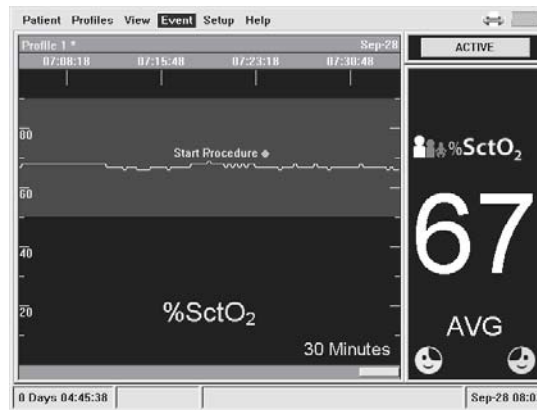 Patient Profiles View Event Setup Help
Profile 1 * Sep-28
07:08:18 07:15:48 07:23:18 07:30:48
ACTIVE
80
Start Procedure
60
40
20
%SctO2
30 Minutes
%SctO2
67
AVG
0 Days 04:45:38
Sep-28 08:0